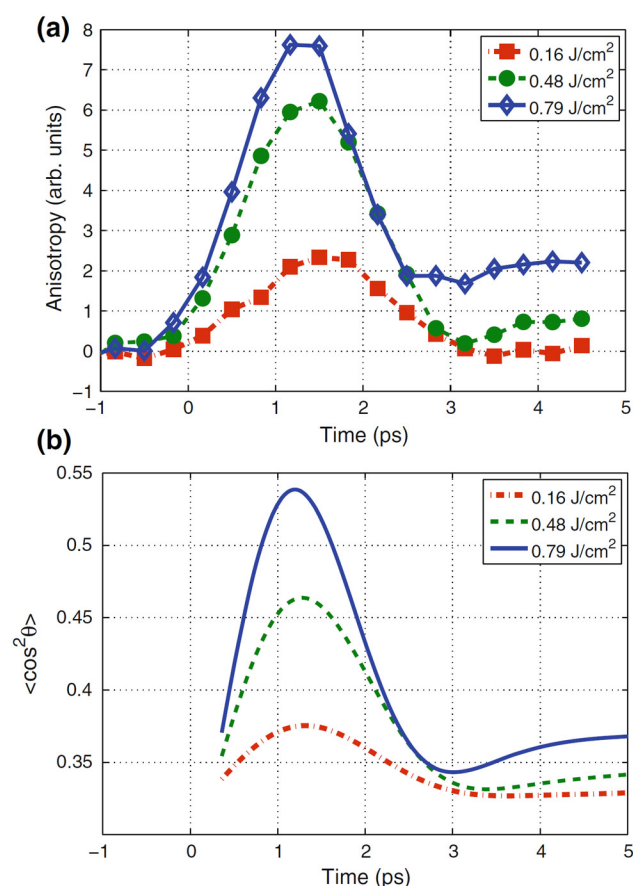 (a)
8
7
6
5
4
3
2
1
0
−1
Anisotropy (arb. units)
0.16 J/cm²
0.48 J/cm²
0.79 J/cm²
−1 0 1 2 3 4 5
Time (ps)
(b)
0.55
0.5
0.45
0.4
0.35
<cos²θ>
0.16 J/cm²
0.48 J/cm²
0.79 J/cm²
−1 0 1 2 3 4 5
Time (ps)